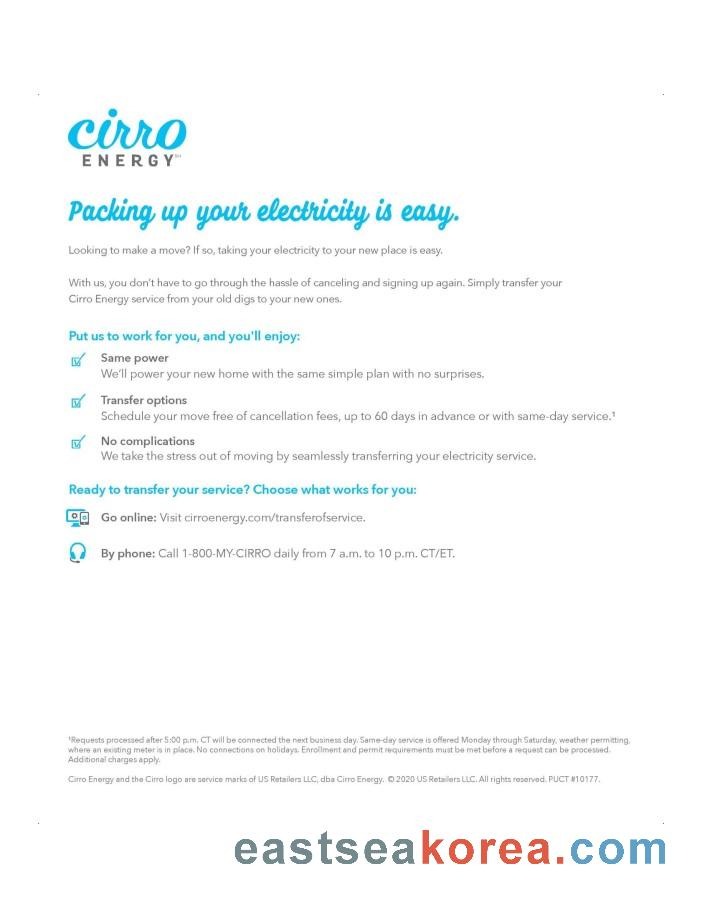 cirro
ENERGY℠
Packing up your electricity is easy.
Looking to make a move? If so, taking your electricity to your new place is easy.
With us, you don't have to go through the hassle of canceling and signing up again. Simply transfer your
Cirro Energy service from your old digs to your new ones.
Put us to work for you, and you'll enjoy:
Same power
We'll power your new home with the same simple plan with no surprises.
Transfer options
Schedule your move free of cancellation fees, up to 60 days in advance or with same-day service.¹
No complications
We take the stress out of moving by seamlessly transferring your electricity service.
Ready to transfer your service? Choose what works for you:
Go online: Visit cirroenergy.com/transferofservice.
By phone: Call 1-800-MY-CIRRO daily from 7 a.m. to 10 p.m. CT/ET.
¹Requests processed after 5:00 p.m. CT will be connected the next business day. Same-day service is offered Monday through Saturday, weather permitting,
where an existing meter is in place. No connections on holidays. Enrollment and permit requirements must be met before a request can be processed.
Additional charges apply.
Cirro Energy and the Cirro logo are service marks of US Retailers LLC, dba Cirro Energy. © 2020 US Retailers LLC. All rights reserved. PUCT #10177.
eastseakorea.com